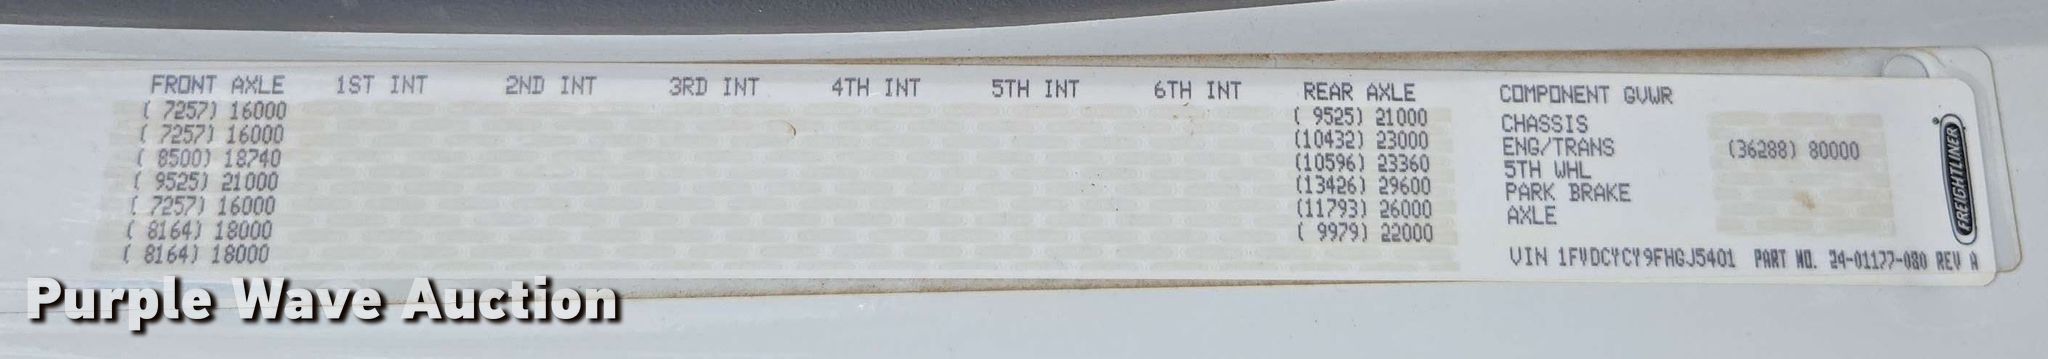 FRONT AXLE 1ST INT 2ND INT 3RD INT 4TH INT 5TH INT 6TH INT REAR AXLE COMPONENT GVWR
( 7257) 16000 ( 9525) 21000 CHASSIS
( 7257) 16000 (10432) 23000 ENG/TRANS (36288) 80000
( 8500) 18740 (10596) 23360 5TH WHL
( 9525) 21000 (13426) 29600 PARK BRAKE
( 7257) 16000 (11793) 26000 AXLE
( 8164) 18000 ( 9979) 22000
( 8164) 18000
VIN 1FVDCYCY9FHGJ5401 PART NO. 24-01177-080 REV A
FREIGHTLINER
Purple Wave Auction